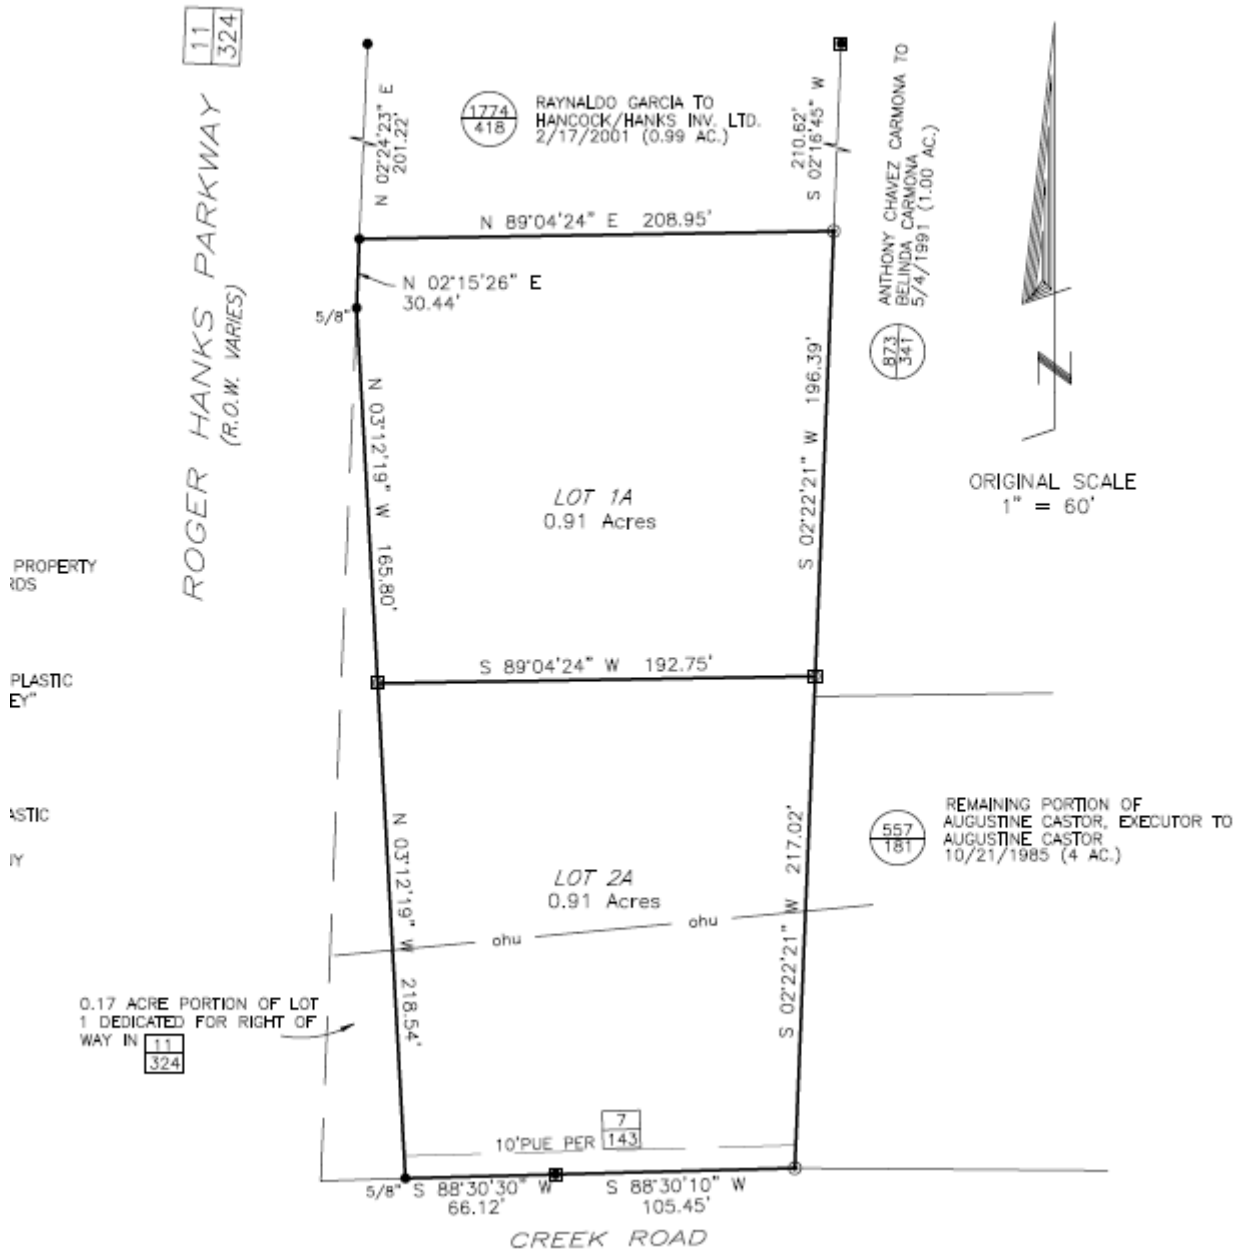 11
324
ROGER HANKS PARKWAY
(R.O.W. VARIES)
N 02°24'23" E
201.22'
1774
418
RAYNALDO GARCIA TO
HANCOCK/HANKS INV. LTD.
2/17/2001 (0.99 AC.)
210.62'
S 02°16'45" W
ANTHONY CHAVEZ CARMONA TO
BELINDA CARMONA
5/4/1991 (1.00 AC.)
873
341
N 89°04'24" E 208.95'
N 02°15'26" E
30.44'
5/8"
N 03°12'19" W 165.80'
S 02°22'21" W 196.39'
LOT 1A
0.91 Acres
N
ORIGINAL SCALE
1" = 60'
PROPERTY
RDS
S 89°04'24" W 192.75'
PLASTIC
EY"
ASTIC
N 03°12'19" W 218.54'
S 02°22'21" W 217.02'
557
181
REMAINING PORTION OF
AUGUSTINE CASTOR, EXECUTOR TO
AUGUSTINE CASTOR
10/21/1985 (4 AC.)
LOT 2A
0.91 Acres
ohu
ohu
0.17 ACRE PORTION OF LOT
1 DEDICATED FOR RIGHT OF
WAY IN 11
324
10'PUE PER 7
143
5/8" S 88°30'30" W
66.12'
S 88°30'10" W
105.45'
CREEK ROAD